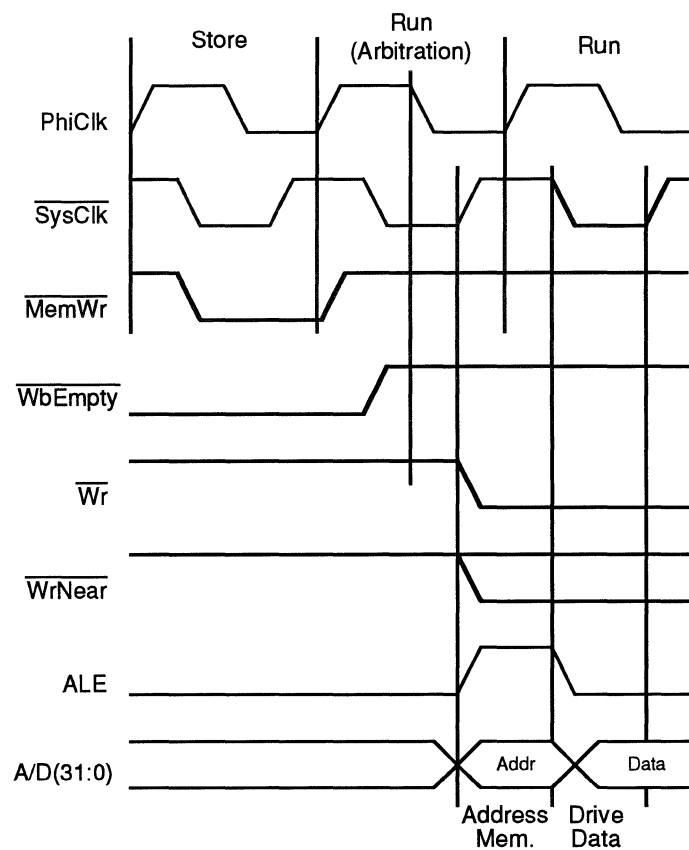 Store
Run
(Arbitration)
Run
PhiClk
SysClk
MemWr
WbEmpty
Wr
WrNear
ALE
A/D(31:0)
Addr
Data
Address
Mem.
Drive
Data